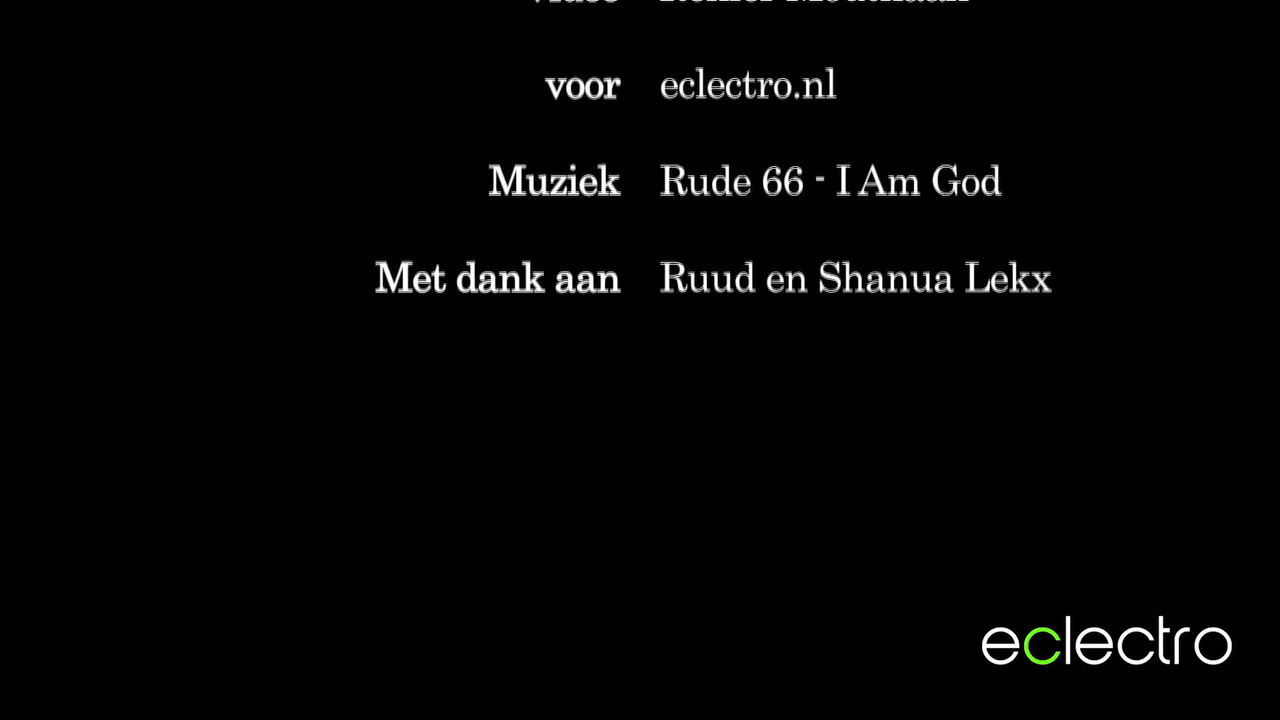 voor eclectro.nl
Muziek Rude 66 - I Am God
Met dank aan Ruud en Shanua Lekx
eclectro